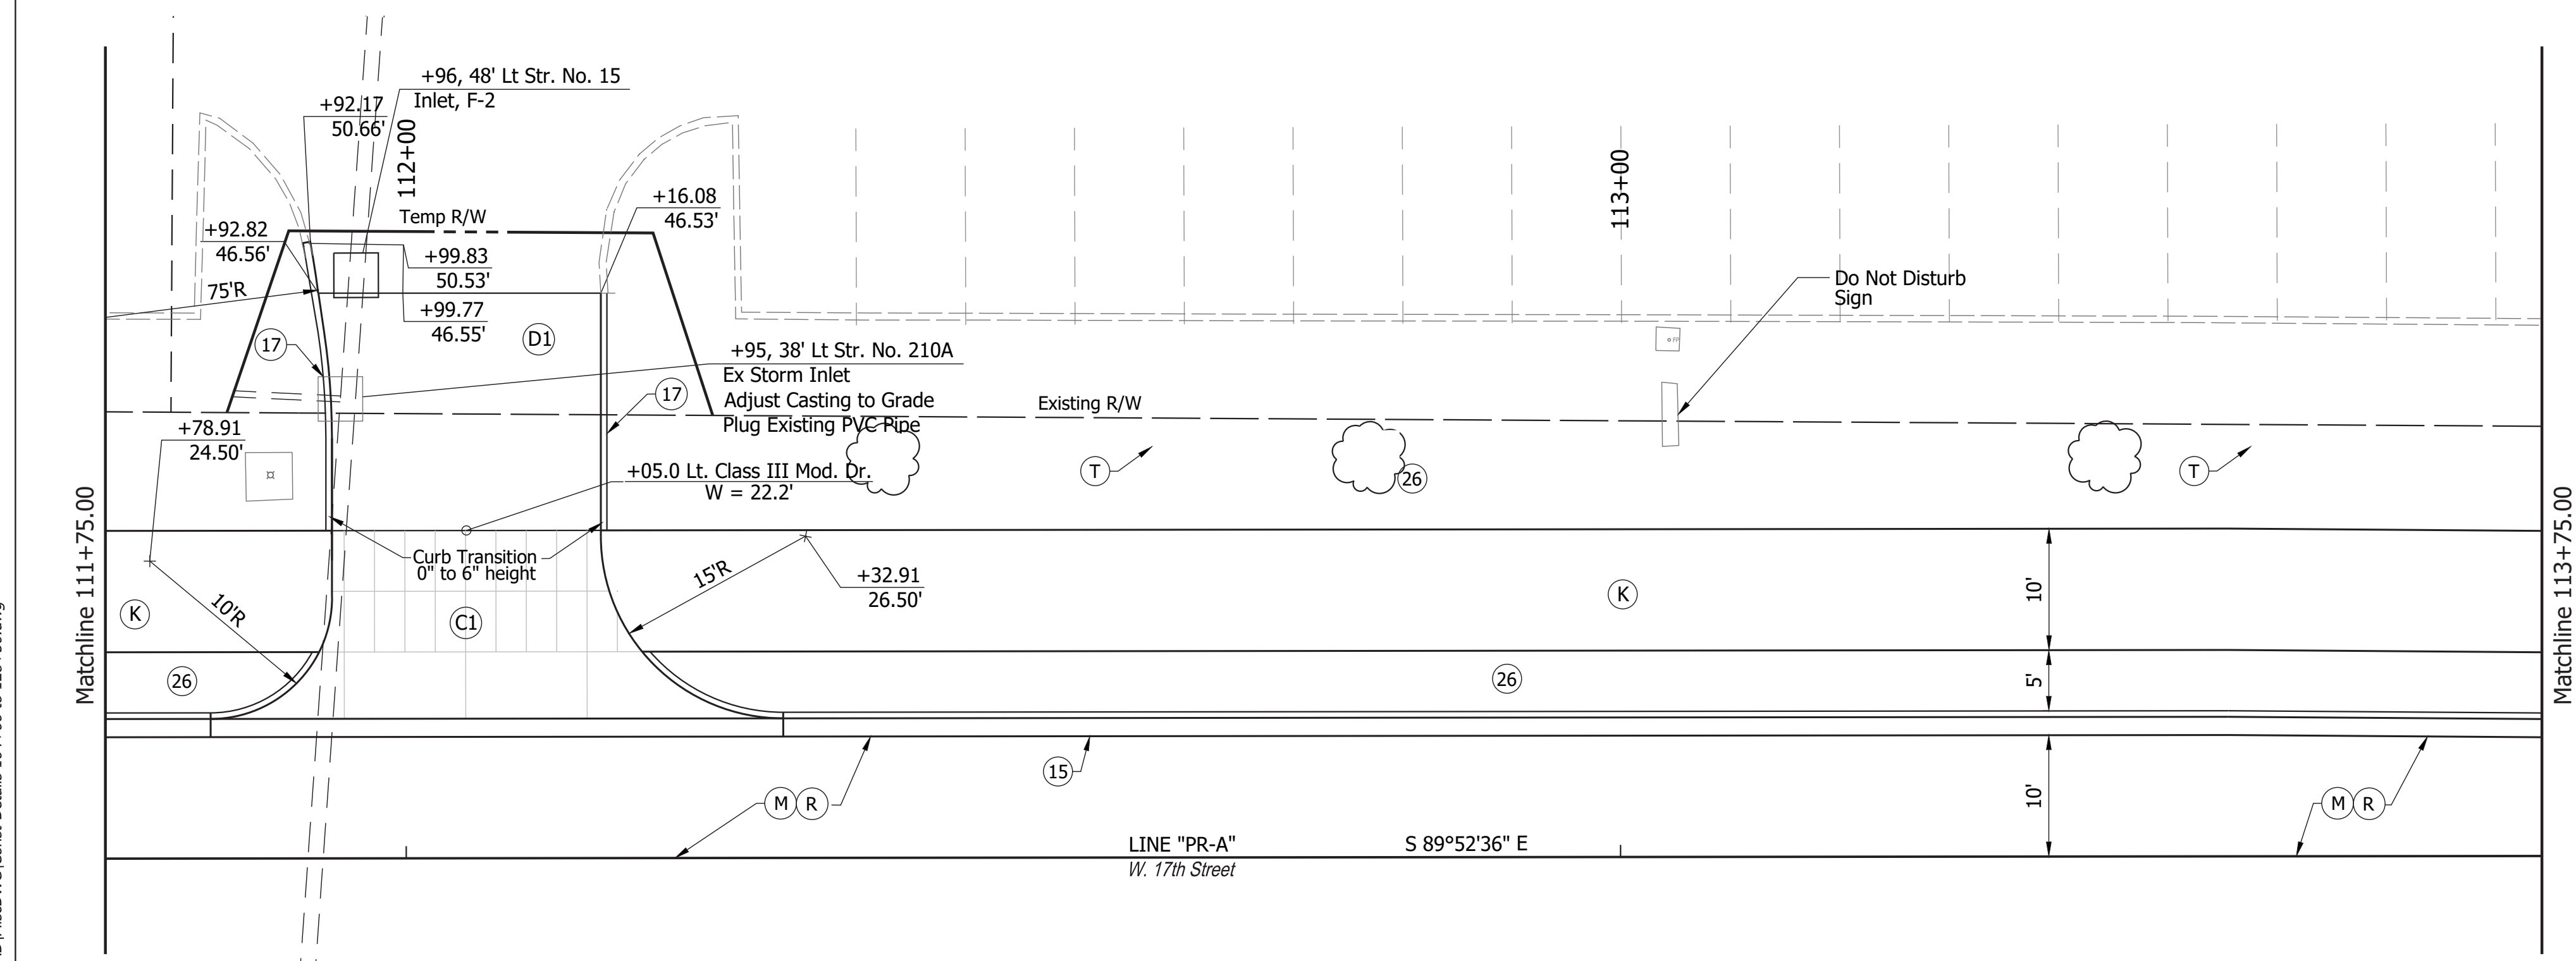 +96, 48' Lt Str. No. 15
Inlet, F-2
+92.17
50.66'
112+00
113+00
+16.08
46.53'
Temp R/W
+92.82
46.56'
+99.83
50.53'
75'R
+99.77
46.55'
D1
17
Do Not Disturb
Sign
FP
+95, 38' Lt Str. No. 210A
Ex Storm Inlet
Adjust Casting to Grade
Plug Existing PVC Pipe
17
Existing R/W
+78.91
24.50'
+05.0 Lt. Class III Mod. Dr.
W = 22.2'
T
26
T
Matchline 111+75.00
Matchline 113+75.00
Curb Transition
0" to 6" height
15'R
+32.91
26.50'
10'R
K
C1
K
10'
26
26
5'
15
M R
10'
M R
LINE "PR-A"
S 89°52'36" E
W. 17th Street